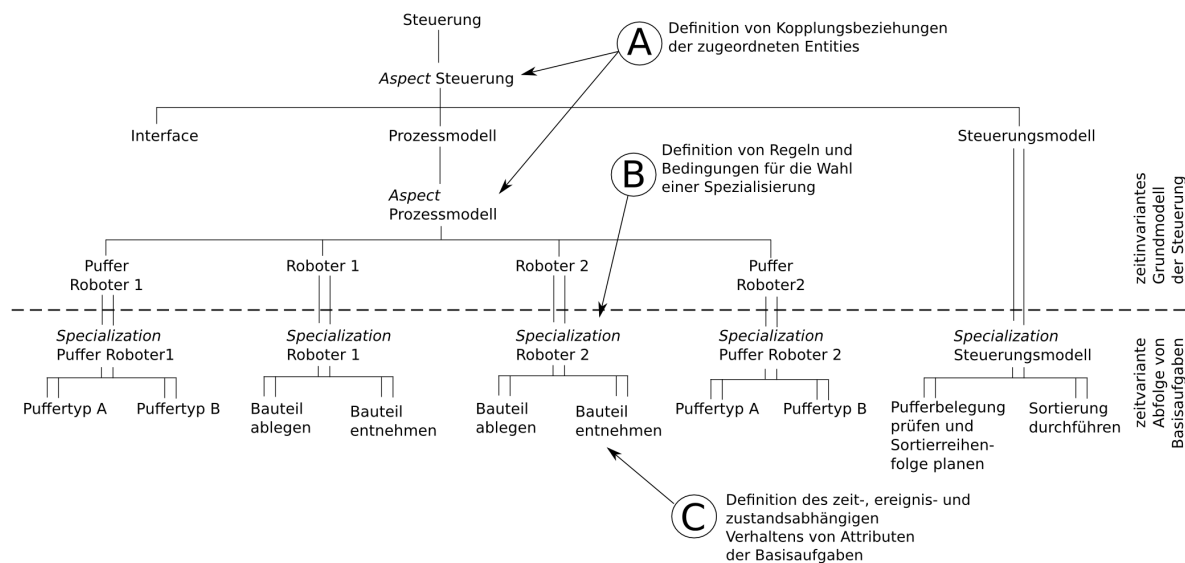 Steuerung
A
Definition von Kopplungsbeziehungen
der zugeordneten Entities
Aspect Steuerung
Interface
Prozessmodell
Steuerungsmodell
B
Definition von Regeln und
Bedingungen für die Wahl
einer Spezialisierung
Aspect
Prozessmodell
zeitinvariantes
Grundmodell
der Steuerung
Puffer
Roboter 1
Roboter 1
Roboter 2
Puffer
Roboter2
Specialization
Puffer Roboter1
Specialization
Roboter 1
Specialization
Roboter 2
Specialization
Puffer Roboter 2
Specialization
Steuerungsmodell
zeitvariante
Abfolge von
Basisaufgaben
Puffertyp A
Puffertyp B
Bauteil
ablegen
Bauteil
entnehmen
Bauteil
ablegen
Bauteil
entnehmen
Puffertyp A
Puffertyp B
Pufferbelegung
prüfen und
Sortierreihen-
folge planen
Sortierung
durchführen
C
Definition des zeit-, ereignis- und
zustandsabhängigen
Verhaltens von Attributen
der Basisaufgaben